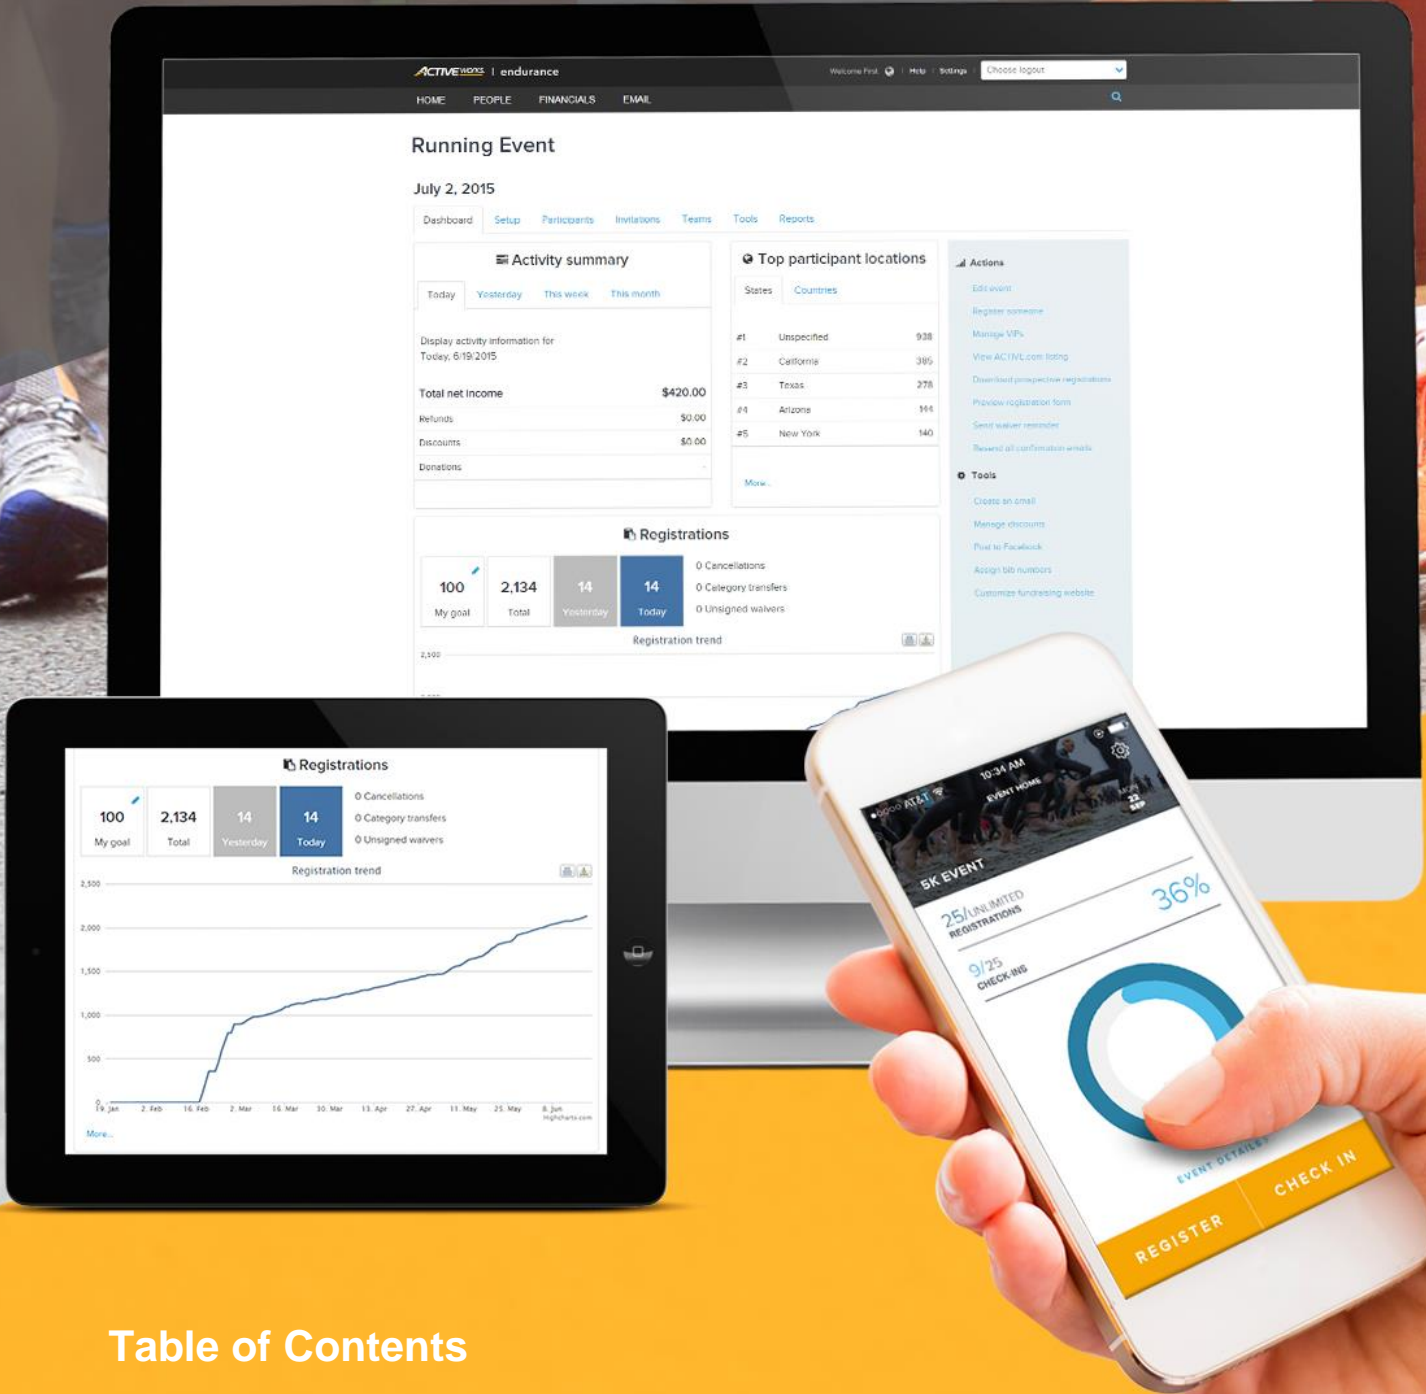 ACTIVEWORKS | endurance
Welcome First | Help | Settings | Choose logout
HOME PEOPLE FINANCIALS EMAIL
Running Event
July 2, 2015
Dashboard Setup Participants Invitations Teams Tools Reports
Activity summary
Today Yesterday This week This month
Display activity information for
Today, 6/19/2015
Total net income $420.00
Refunds $0.00
Discounts $0.00
Donations -
Top participant locations
States Countries
#1 Unspecified 938
#2 California 385
#3 Texas 278
#4 Arizona 144
#5 New York 140
More...
Actions
Edit event
Register someone
Manage VIPs
View ACTIVE.com listing
Download prospective registrations
Preview registration form
Send waiver reminder
Resend all confirmation emails
Tools
Create an email
Manage discounts
Post to Facebook
Assign bib numbers
Customize fundraising website
Registrations
100 2,134 14 14
My goal Total Yesterday Today
0 Cancellations
0 Category transfers
0 Unsigned waivers
Registration trend
2,500
Registrations
100 2,134 14 14
My goal Total Yesterday Today
0 Cancellations
0 Category transfers
0 Unsigned waivers
Registration trend
2,500
2,000
1,500
1,000
500
0
19. Jan 2. Feb 16. Feb 2. Mar 16. Mar 30. Mar 13. Apr 27. Apr 11. May 25. May 8. Jun
Highcharts.com
More...
AT&T 10:34 AM
EVENT HOME
MON
22
SEP
5K EVENT
25/UNLIMITED
REGISTRATIONS
36%
9/25
CHECK-INS
EVENT DETAILS
REGISTER CHECK IN
Table of Contents